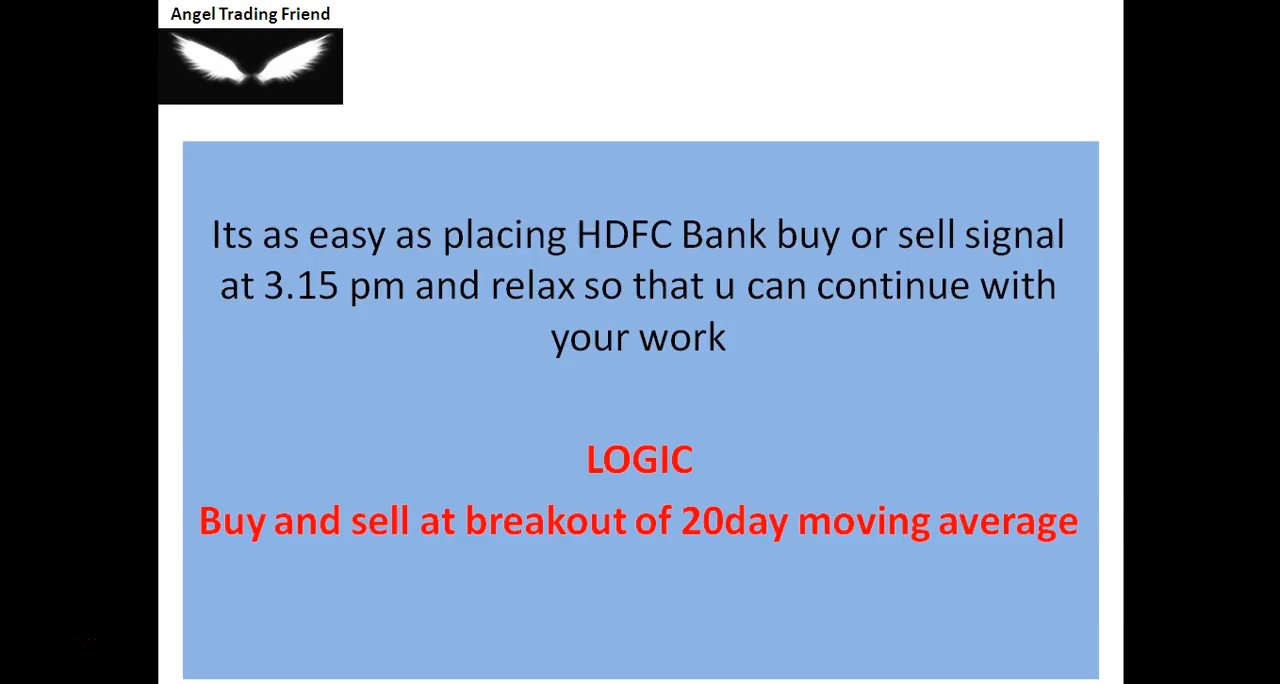 Angel Trading Friend
Its as easy as placing HDFC Bank buy or sell signal
at 3.15 pm and relax so that u can continue with
your work
LOGIC
Buy and sell at breakout of 20day moving average